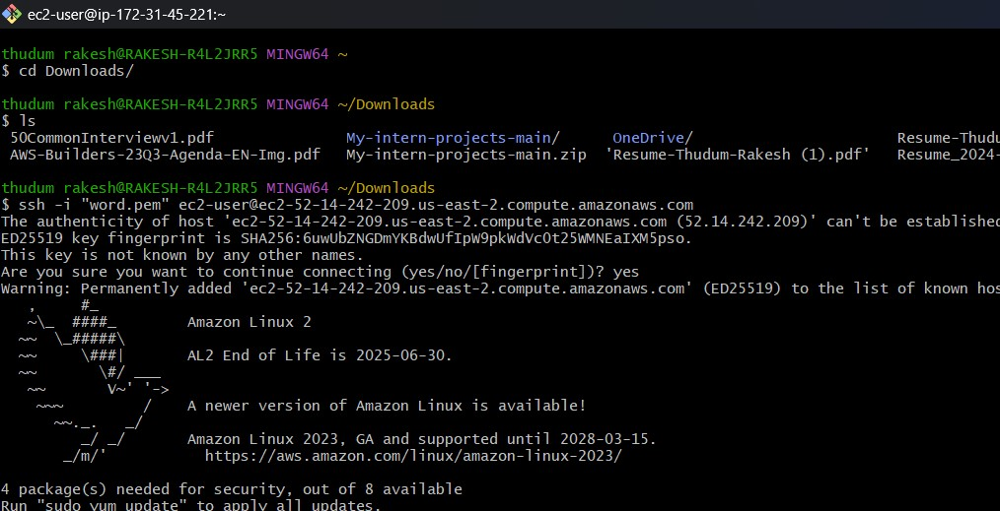 ec2-user@ip-172-31-45-221:~
thudum rakesh@RAKESH-R4L2JRR5 MINGW64 ~
$ cd Downloads/
thudum rakesh@RAKESH-R4L2JRR5 MINGW64 ~/Downloads
$ ls
50CommonInterviewv1.pdf My-intern-projects-main/ OneDrive/ Resume-Thudu
AWS-Builders-23Q3-Agenda-EN-Img.pdf My-intern-projects-main.zip 'Resume-Thudum-Rakesh (1).pdf' Resume_2024-
thudum rakesh@RAKESH-R4L2JRR5 MINGW64 ~/Downloads
$ ssh -i "word.pem" ec2-user@ec2-52-14-242-209.us-east-2.compute.amazonaws.com
The authenticity of host 'ec2-52-14-242-209.us-east-2.compute.amazonaws.com (52.14.242.209)' can't be established
ED25519 key fingerprint is SHA256:6uwUbZNGDmYKBdwUfIpW9pkWdVc0t25WMNEaIXM5pso.
This key is not known by any other names.
Are you sure you want to continue connecting (yes/no/[fingerprint])? yes
Warning: Permanently added 'ec2-52-14-242-209.us-east-2.compute.amazonaws.com' (ED25519) to the list of known hos
   ,     #_
   ~\_  ####_        Amazon Linux 2
  ~~  \_#####\
  ~~     \###|       AL2 End of Life is 2025-06-30.
  ~~       \#/ ___
   ~~       V~' '->
    ~~~         /    A newer version of Amazon Linux is available!
      ~~._.   _/
         _/ _/       Amazon Linux 2023, GA and supported until 2028-03-15.
       _/m/'           https://aws.amazon.com/linux/amazon-linux-2023/
4 package(s) needed for security, out of 8 available
Run "sudo yum update" to apply all updates.